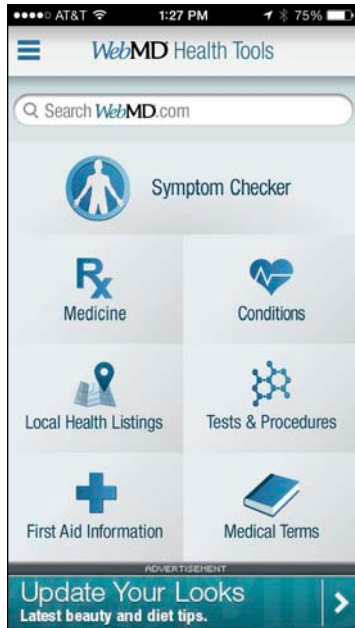 AT&T 1:27 PM 75%
WebMD Health Tools
Search WebMD.com
Symptom Checker
Rx
Medicine
Conditions
Local Health Listings
Tests & Procedures
First Aid Information
Medical Terms
ADVERTISEMENT
Update Your Looks
Latest beauty and diet tips.